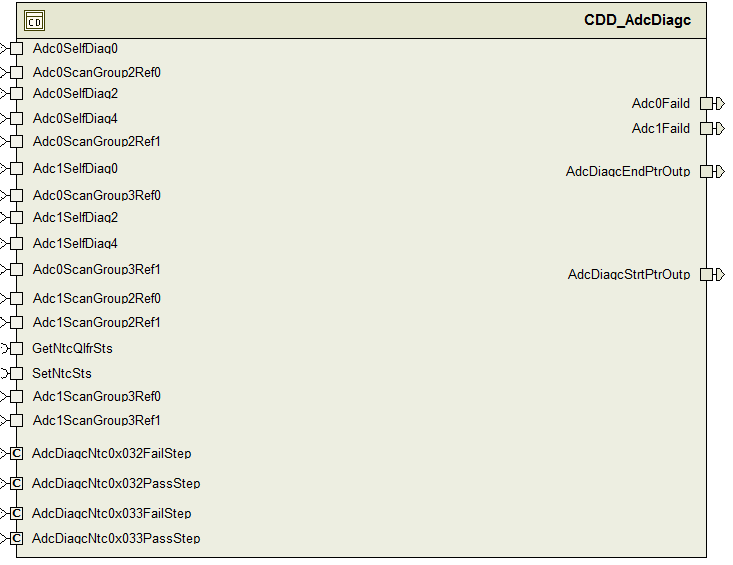 CD
CDD_AdcDiagc
Adc0SelfDiag0
Adc0ScanGroup2Ref0
Adc0SelfDiag2
Adc0SelfDiag4
Adc0ScanGroup2Ref1
Adc1SelfDiag0
Adc0ScanGroup3Ref0
Adc1SelfDiag2
Adc1SelfDiag4
Adc0ScanGroup3Ref1
Adc1ScanGroup2Ref0
Adc1ScanGroup2Ref1
GetNtcQlfrSts
SetNtcSts
Adc1ScanGroup3Ref0
Adc1ScanGroup3Ref1
C AdcDiagcNtc0x032FailStep
C AdcDiagcNtc0x032PassStep
C AdcDiagcNtc0x033FailStep
C AdcDiagcNtc0x033PassStep
Adc0Faild
Adc1Faild
AdcDiagcEndPtrOutp
AdcDiagcStrtPtrOutp